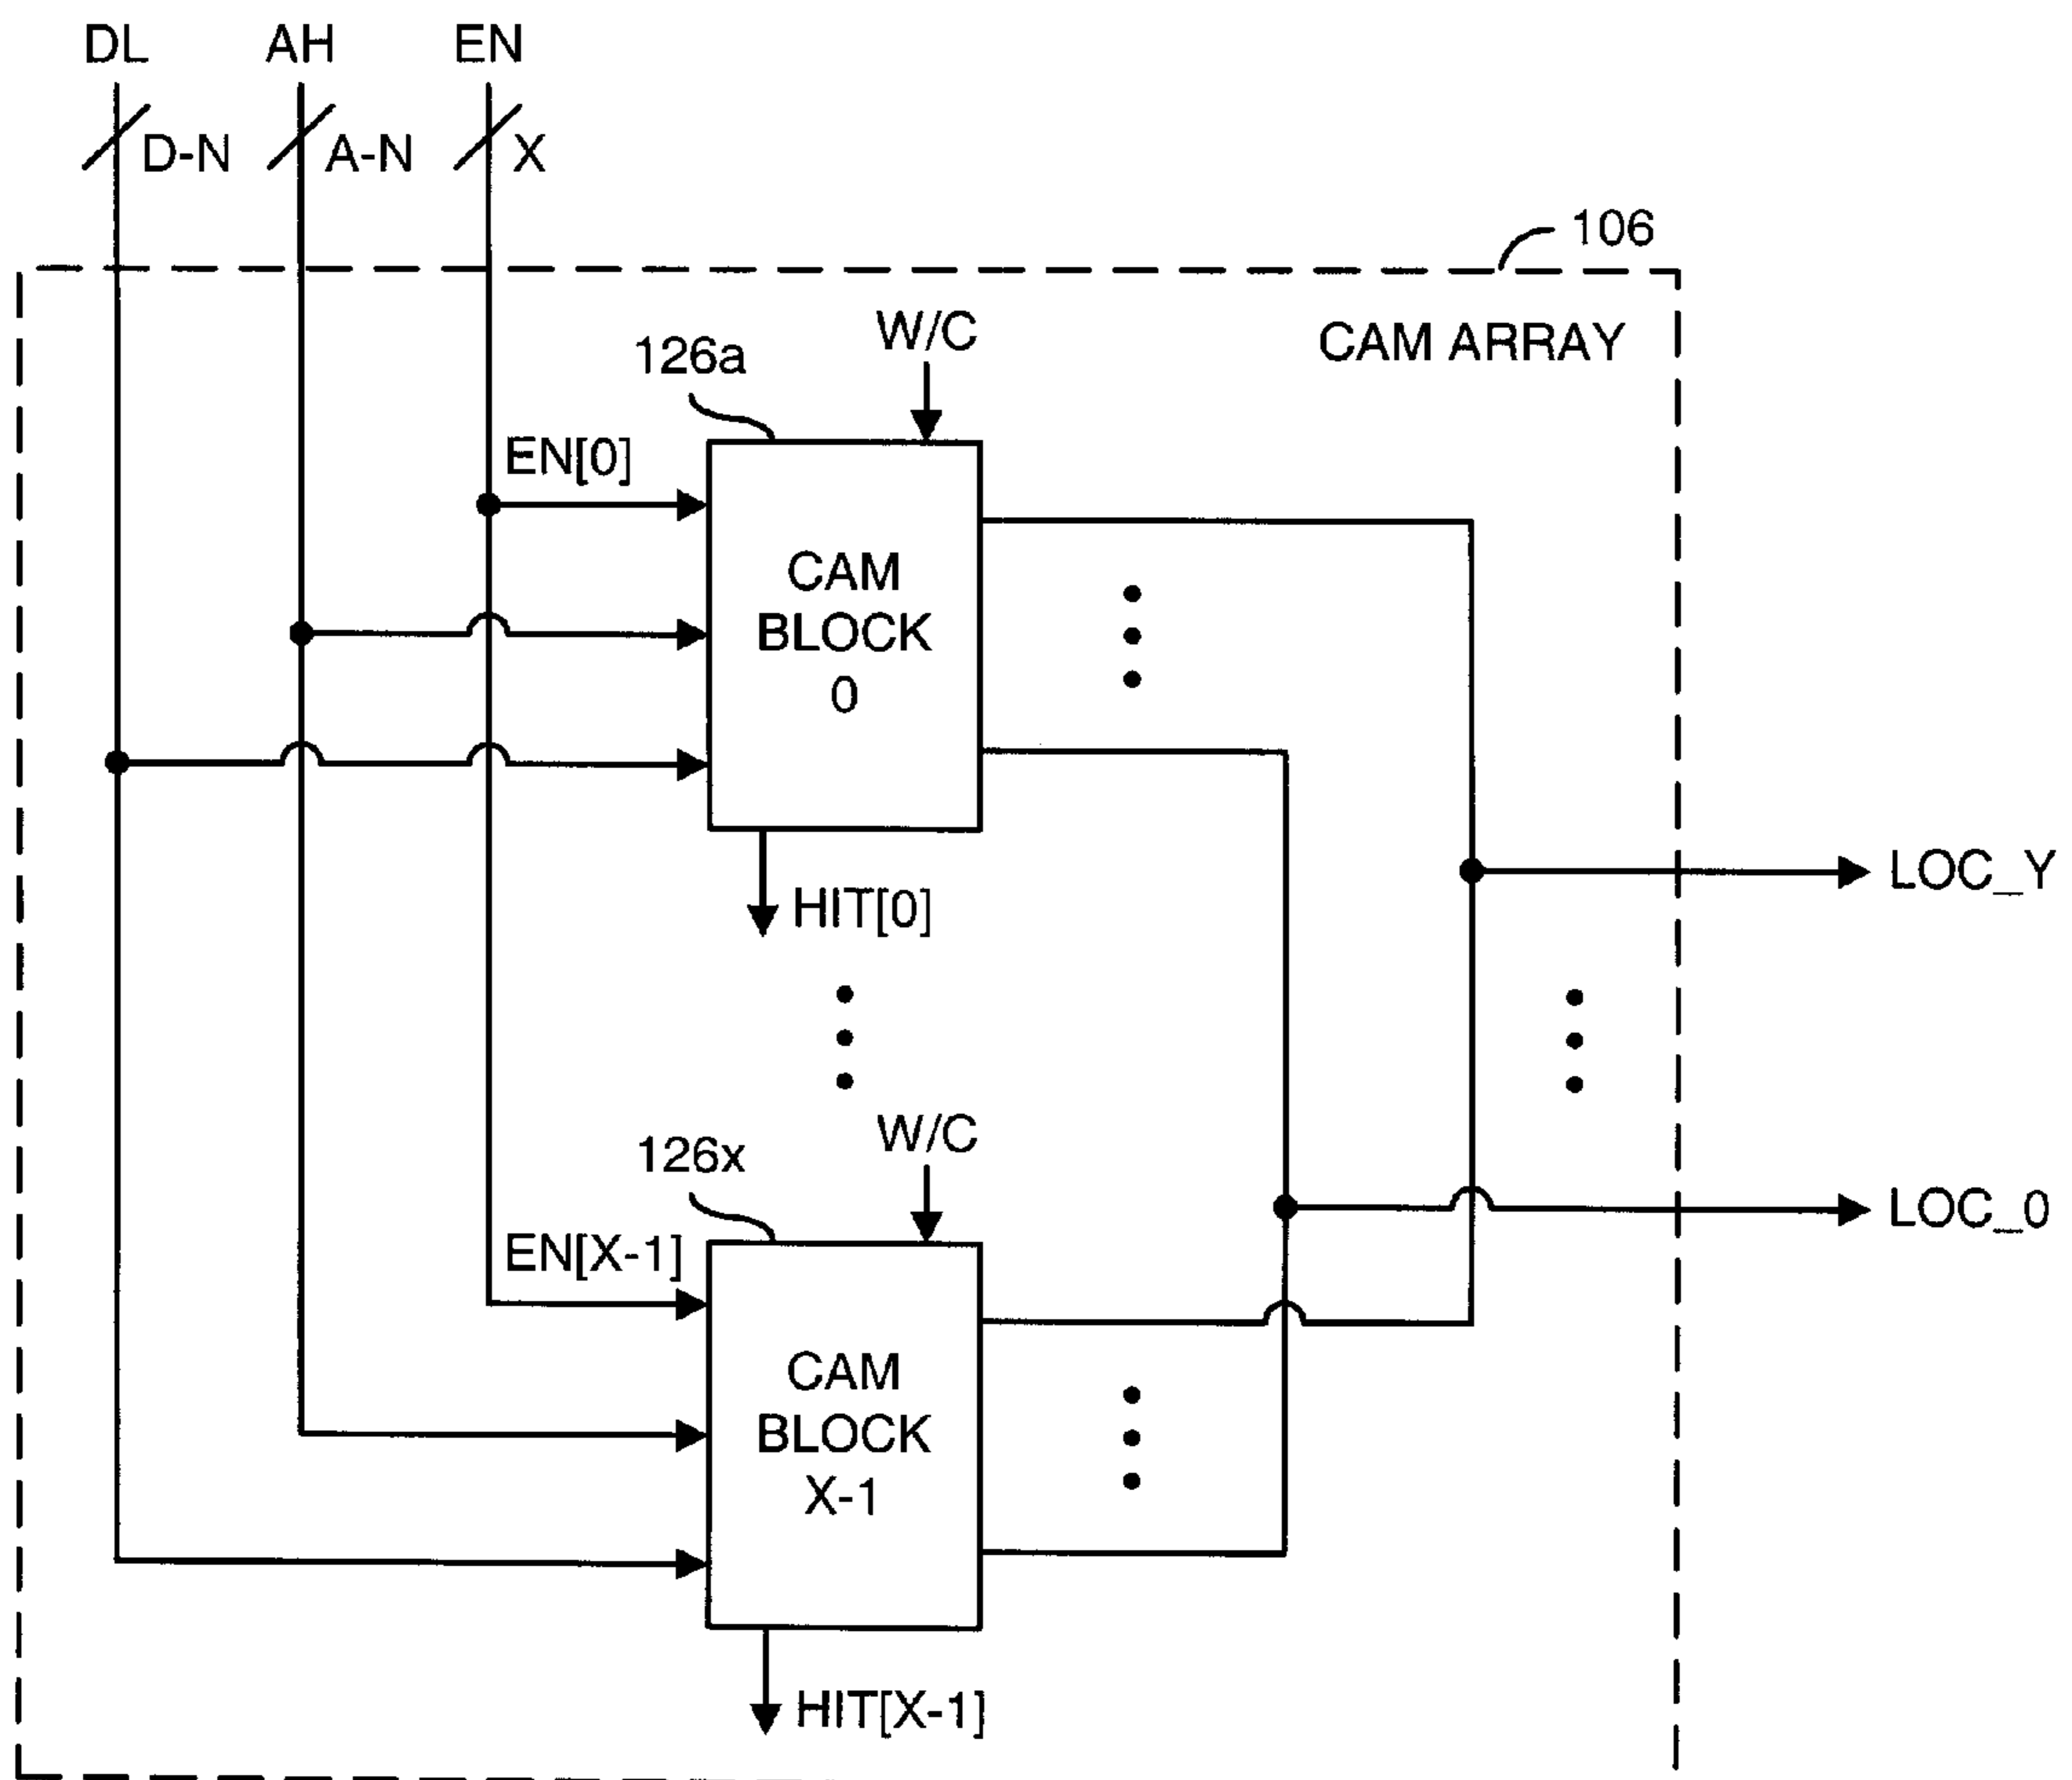 DL AH EN
D-N A-N X
106
CAM ARRAY
W/C
126a
EN[0]
CAM
BLOCK
0
HIT[0]
LOC_Y
W/C
126x
LOC_0
EN[X-1]
CAM
BLOCK
X-1
HIT[X-1]